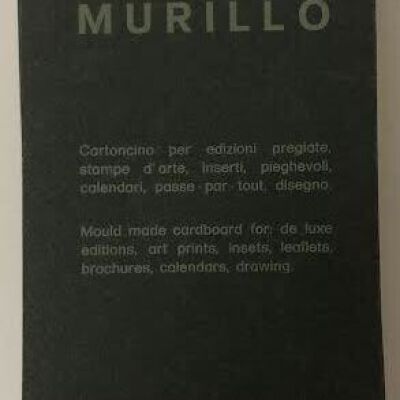 MURILLO
Cartoncino per edizioni pregiate,
stampe d'arte, inserti, pieghevoli,
calendari, passe-par-tout, disegno.
Mould made cardboard for: de luxe
editions, art prints, insets, leaflets,
brochures, calendars, drawing.